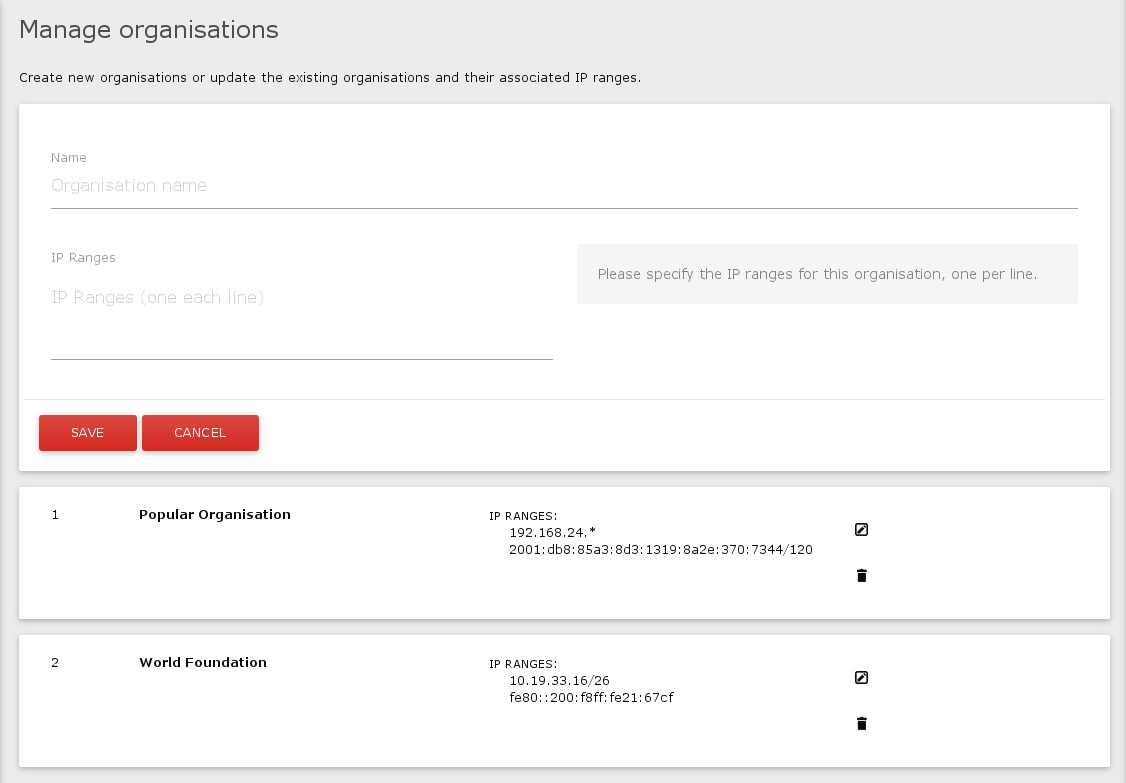 Manage organisations
Create new organisations or update the existing organisations and their associated IP ranges.
Name
Organisation name
IP Ranges
IP Ranges (one each line)
Please specify the IP ranges for this organisation, one per line.
SAVE
CANCEL
1
Popular Organisation
IP RANGES:
192.168.24.*
2001:db8:85a3:8d3:1319:8a2e:370:7344/120
2
World Foundation
IP RANGES:
10.19.33.16/26
fe80::200:f8ff:fe21:67cf